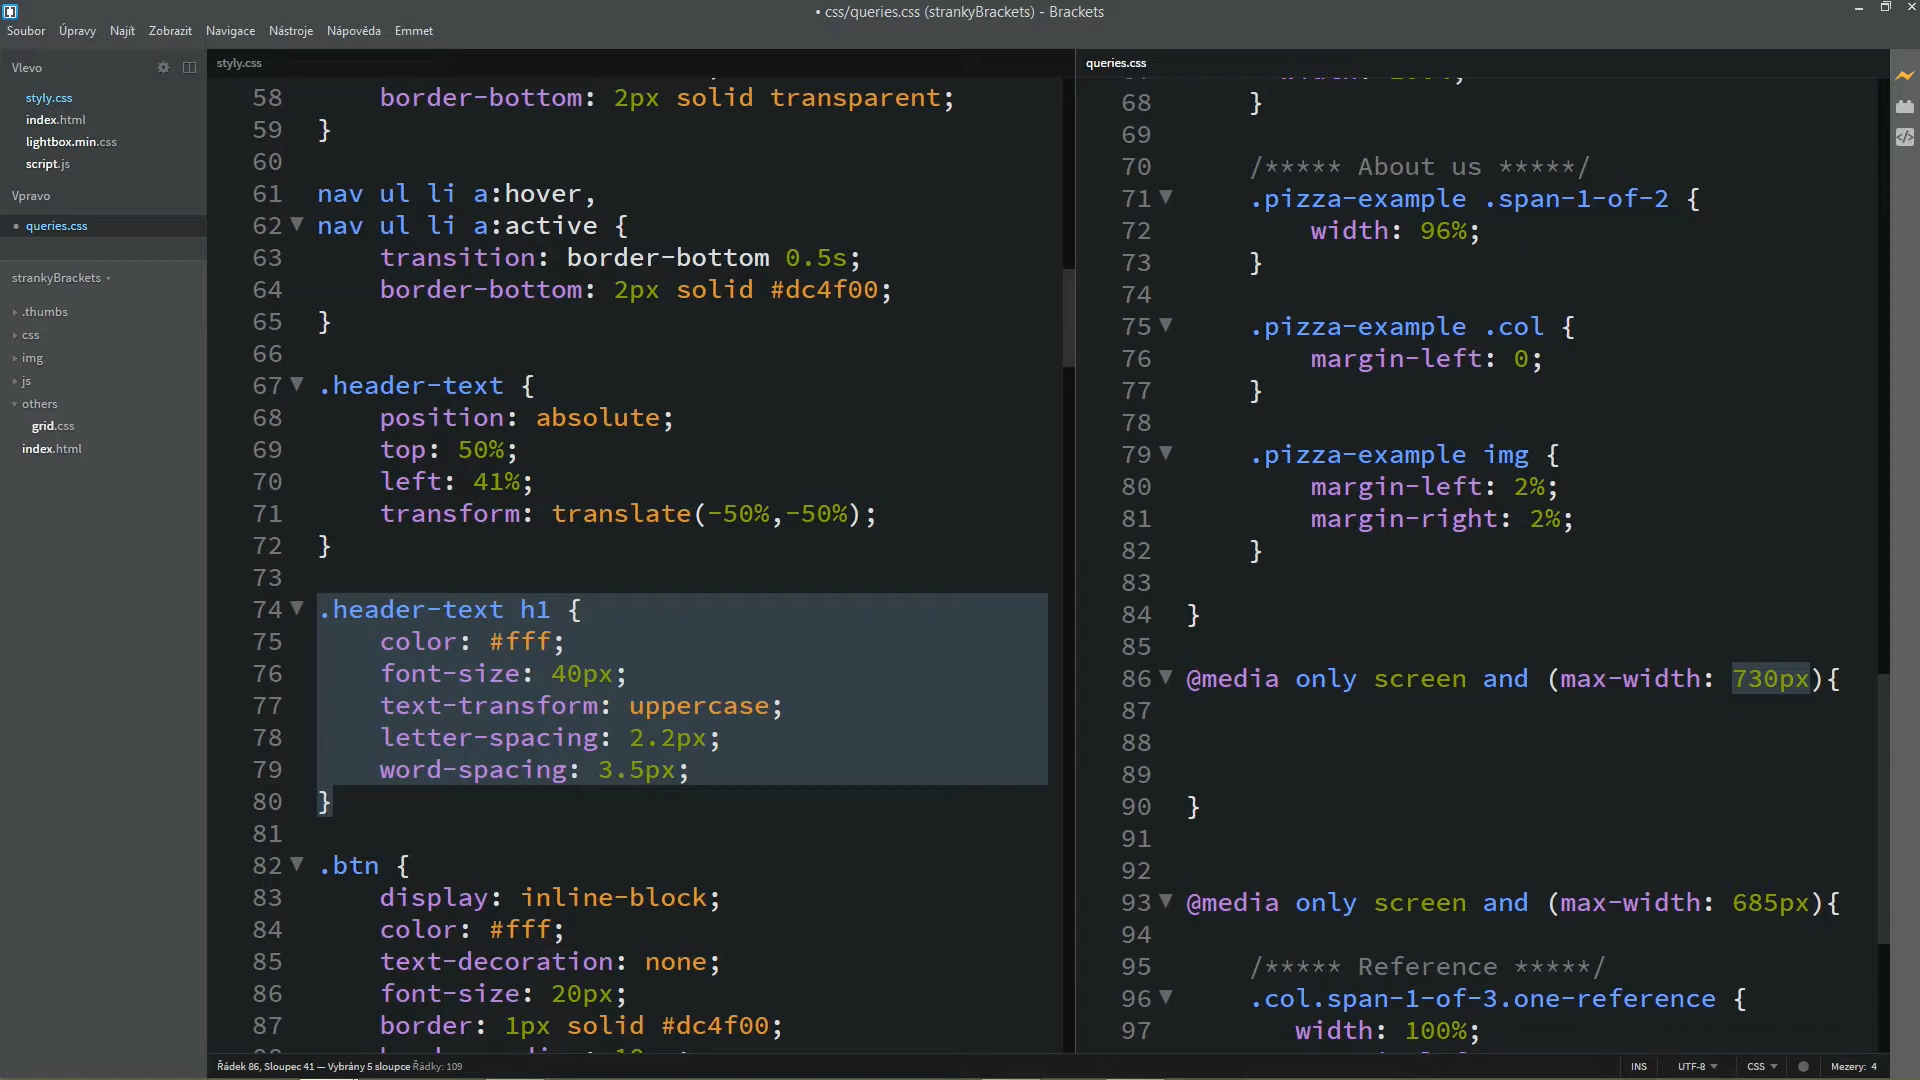 • css/queries.css (strankyBrackets) - Brackets
Soubor Úpravy Najít Zobrazit Navigace Nástroje Nápověda Emmet
Vlevo
styly.css
index.html
lightbox.min.css
script.js
Vpravo
• queries.css
strankyBrackets
.thumbs
css
img
js
others
grid.css
index.html
styly.css
58 border-bottom: 2px solid transparent;
59 }
60
61 nav ul li a:hover,
62 nav ul li a:active {
63 transition: border-bottom 0.5s;
64 border-bottom: 2px solid #dc4f00;
65 }
66
67 .header-text {
68 position: absolute;
69 top: 50%;
70 left: 41%;
71 transform: translate(-50%,-50%);
72 }
73
74 .header-text h1 {
75 color: #fff;
76 font-size: 40px;
77 text-transform: uppercase;
78 letter-spacing: 2.2px;
79 word-spacing: 3.5px;
80 }
81
82 .btn {
83 display: inline-block;
84 color: #fff;
85 text-decoration: none;
86 font-size: 20px;
87 border: 1px solid #dc4f00;
queries.css
68 }
69
70 /***** About us *****/
71 .pizza-example .span-1-of-2 {
72 width: 96%;
73 }
74
75 .pizza-example .col {
76 margin-left: 0;
77 }
78
79 .pizza-example img {
80 margin-left: 2%;
81 margin-right: 2%;
82 }
83
84 }
85
86 @media only screen and (max-width: 730px){
87
88
89
90 }
91
92
93 @media only screen and (max-width: 685px){
94
95 /***** Reference *****/
96 .col.span-1-of-3.one-reference {
97 width: 100%;
Řádek 86, Sloupec 41 — Vybrány 5 sloupce Řádky: 109
INS UTF-8 CSS Mezery: 4